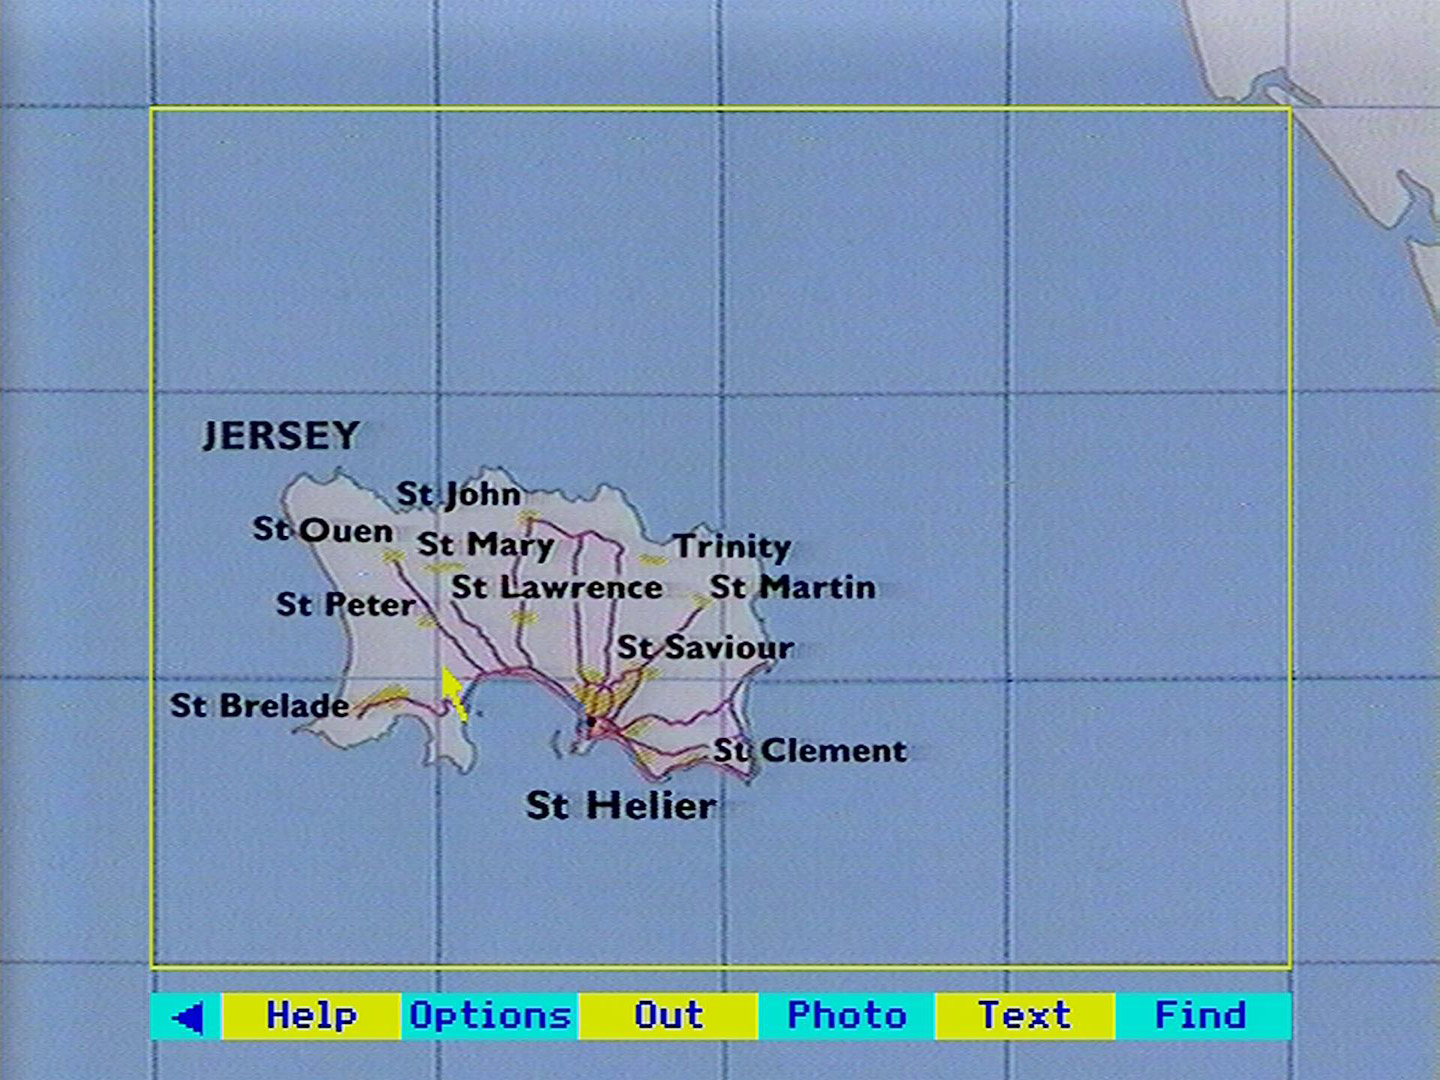 JERSEY
St John
St Ouen
St Mary
Trinity
St Lawrence
St Martin
St Peter
St Saviour
St Brelade
St Clement
St Helier
Help Options Out Photo Text Find